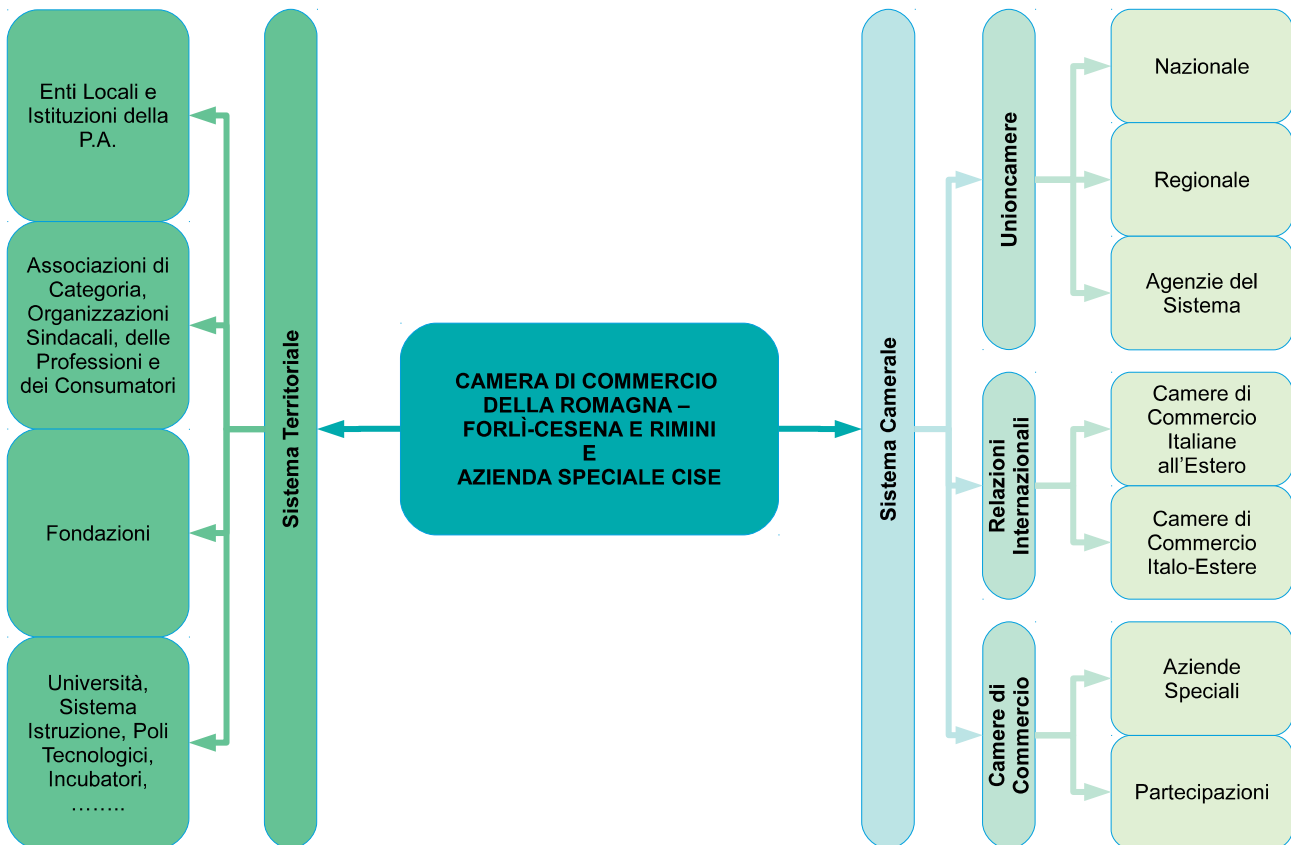 Enti Locali e
Istituzioni della
P.A.
Associazioni di
Categoria,
Organizzazioni
Sindacali, delle
Professioni e
dei Consumatori
Fondazioni
Università,
Sistema
Istruzione, Poli
Tecnologici,
Incubatori,
……..
Sistema Territoriale
CAMERA DI COMMERCIO
DELLA ROMAGNA –
FORLÌ-CESENA E RIMINI
E
AZIENDA SPECIALE CISE
Sistema Camerale
Unioncamere
Nazionale
Regionale
Agenzie del
Sistema
Relazioni
Internazionali
Camere di
Commercio
Italiane
all’Estero
Camere di
Commercio
Italo-Estere
Camere di
Commercio
Aziende
Speciali
Partecipazioni